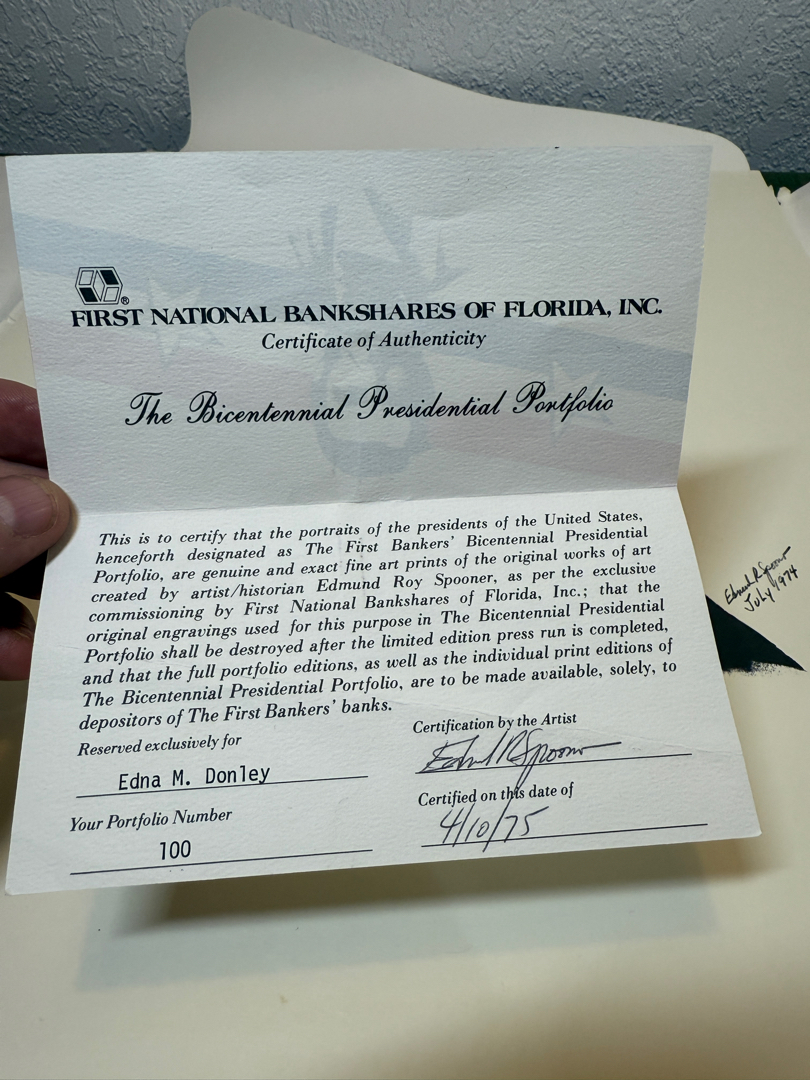 ®
FIRST NATIONAL BANKSHARES OF FLORIDA, INC.
Certificate of Authenticity
The Bicentennial Presidential Portfolio
This is to certify that the portraits of the presidents of the United States,
henceforth designated as The First Bankers' Bicentennial Presidential
Portfolio, are genuine and exact fine art prints of the original works of art
created by artist/historian Edmund Roy Spooner, as per the exclusive
commissioning by First National Bankshares of Florida, Inc.; that the
original engravings used for this purpose in The Bicentennial Presidential
Portfolio shall be destroyed after the limited edition press run is completed,
and that the full portfolio editions, as well as the individual print editions of
The Bicentennial Presidential Portfolio, are to be made available, solely, to
depositors of The First Bankers' banks.
Reserved exclusively for
Edna M. Donley
Your Portfolio Number
100
Certification by the Artist
Edmund R Spooner
Certified on this date of
4/10/75
Edmund R Spooner
July 1974